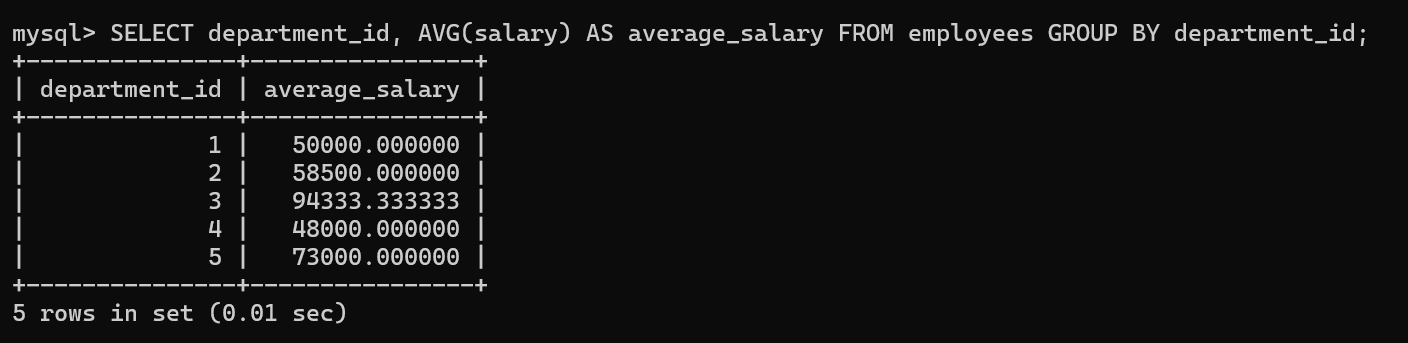 mysql> SELECT department_id, AVG(salary) AS average_salary FROM employees GROUP BY department_id;
+---------------+----------------+
| department_id | average_salary |
+---------------+----------------+
|             1 |   50000.000000 |
|             2 |   58500.000000 |
|             3 |   94333.333333 |
|             4 |   48000.000000 |
|             5 |   73000.000000 |
+---------------+----------------+
5 rows in set (0.01 sec)